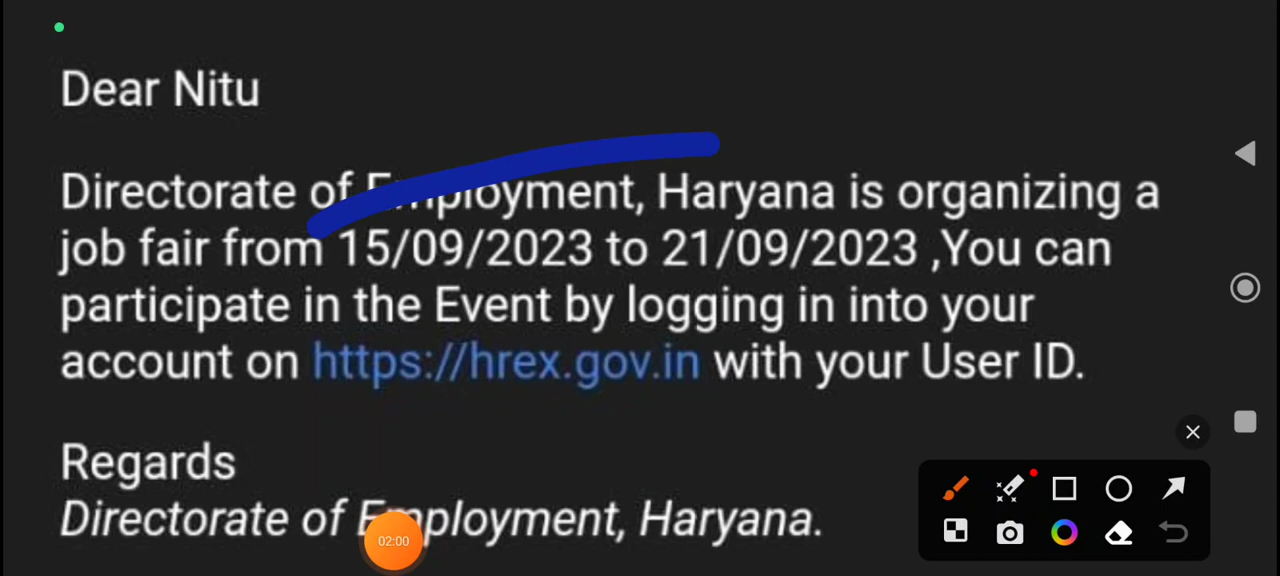 Dear Nitu
Directorate of Employment, Haryana is organizing a
job fair from 15/09/2023 to 21/09/2023 ,You can
participate in the Event by logging in into your
account on https://hrex.gov.in with your User ID.
Regards
Directorate of Employment, Haryana.
02:00